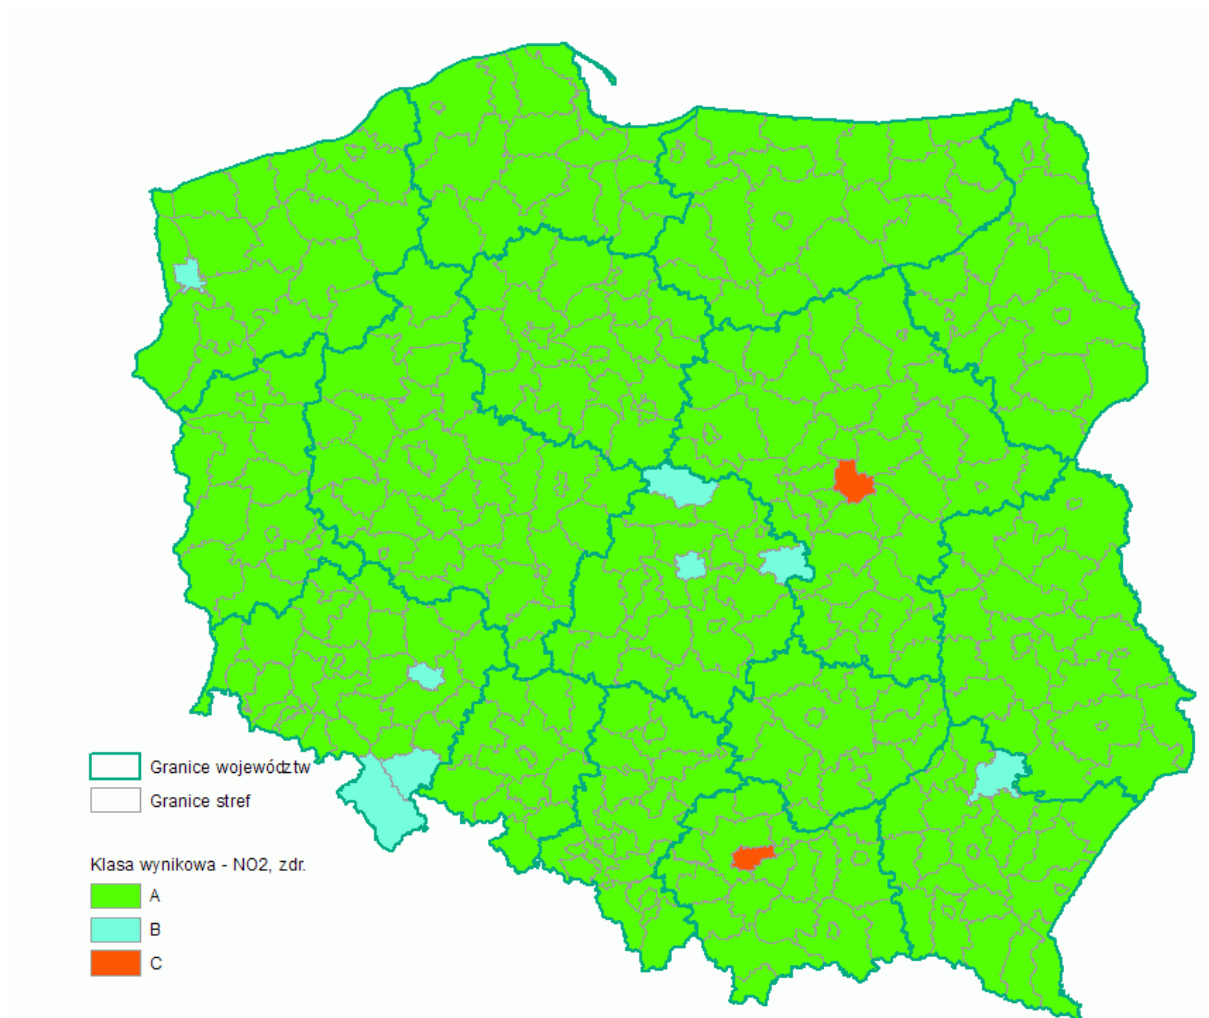 Granice województw
Granice stref
Klasa wynikowa - NO2, zdr.
A
B
C